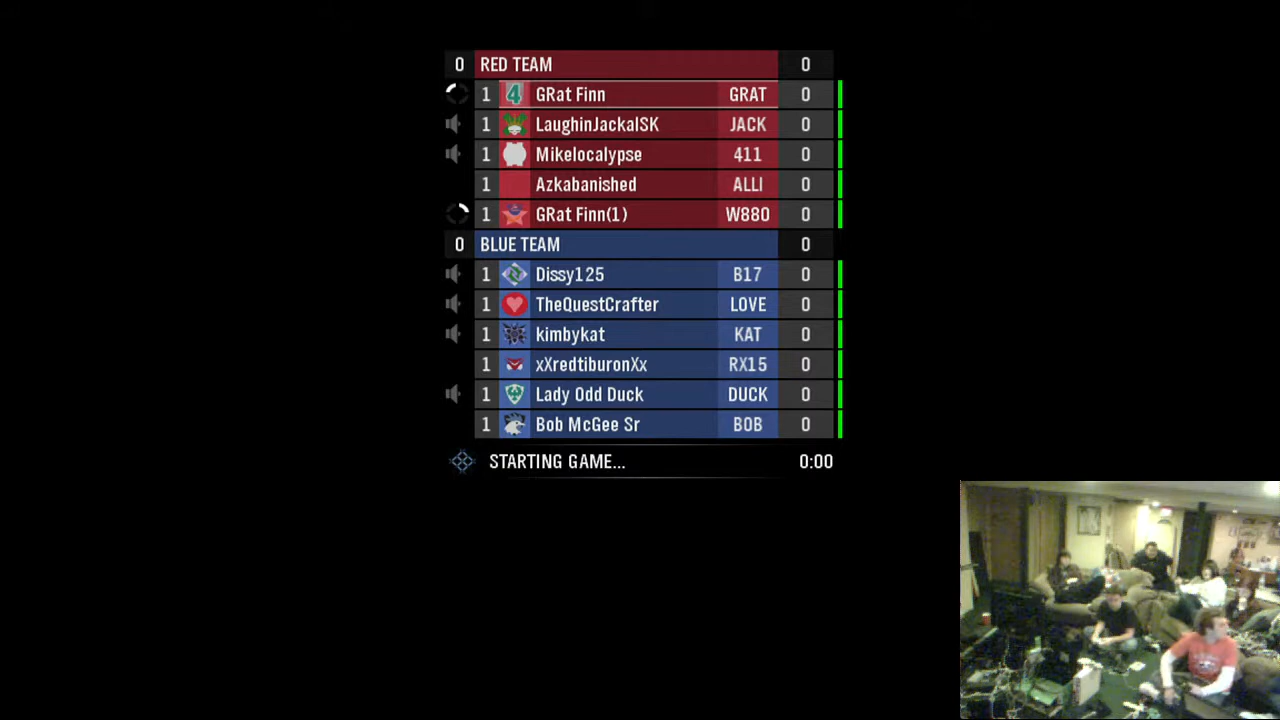 0 RED TEAM 0
1 4 GRat Finn GRAT 0
1 LaughinJackalSK JACK 0
1 Mikelocalypse 411 0
1 Azkabanished ALLI 0
1 GRat Finn(1) W880 0
0 BLUE TEAM 0
1 Dissy125 B17 0
1 TheQuestCrafter LOVE 0
1 kimbykat KAT 0
1 xXredtiburonXx RX15 0
1 Lady Odd Duck DUCK 0
1 Bob McGee Sr BOB 0
STARTING GAME... 0:00